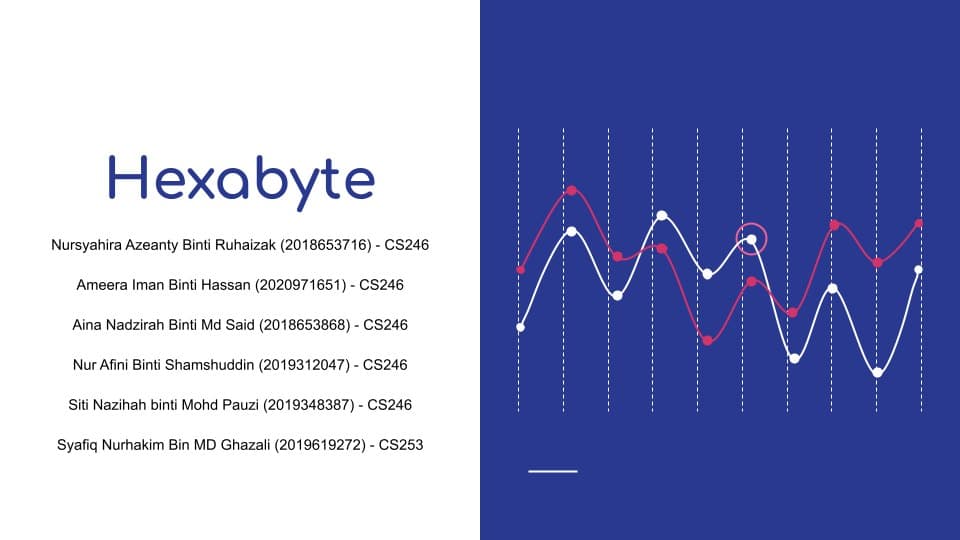 Hexabyte
Nursyahira Azeanty Binti Ruhaizak (2018653716) - CS246
Ameera Iman Binti Hassan (2020971651) - CS246
Aina Nadzirah Binti Md Said (2018653868) - CS246
Nur Afini Binti Shamshuddin (2019312047) - CS246
Siti Nazihah binti Mohd Pauzi (2019348387) - CS246
Syafiq Nurhakim Bin MD Ghazali (2019619272) - CS253